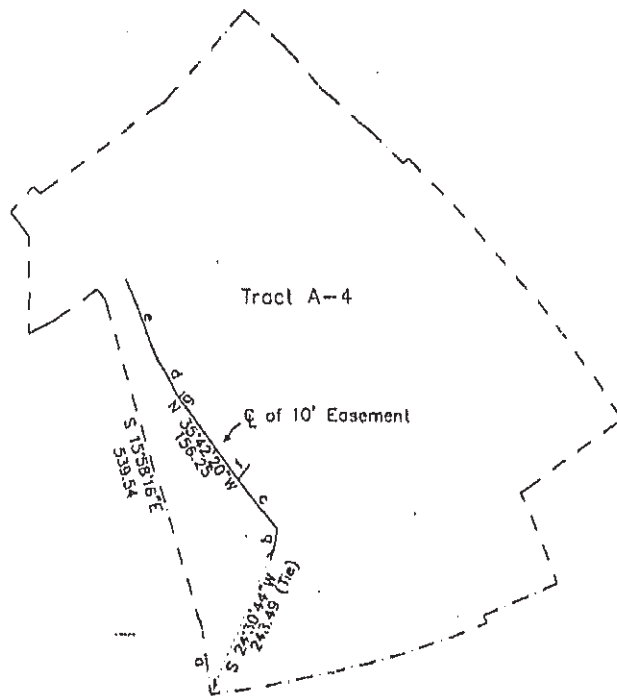 Tract A-4
℄ of 10' Easement
e
d
g
N 35°42'20"W
156.25
f
c
b
S 15°58'16"E
539.54
S 24°30'44"W
243.49 (Tie)
a